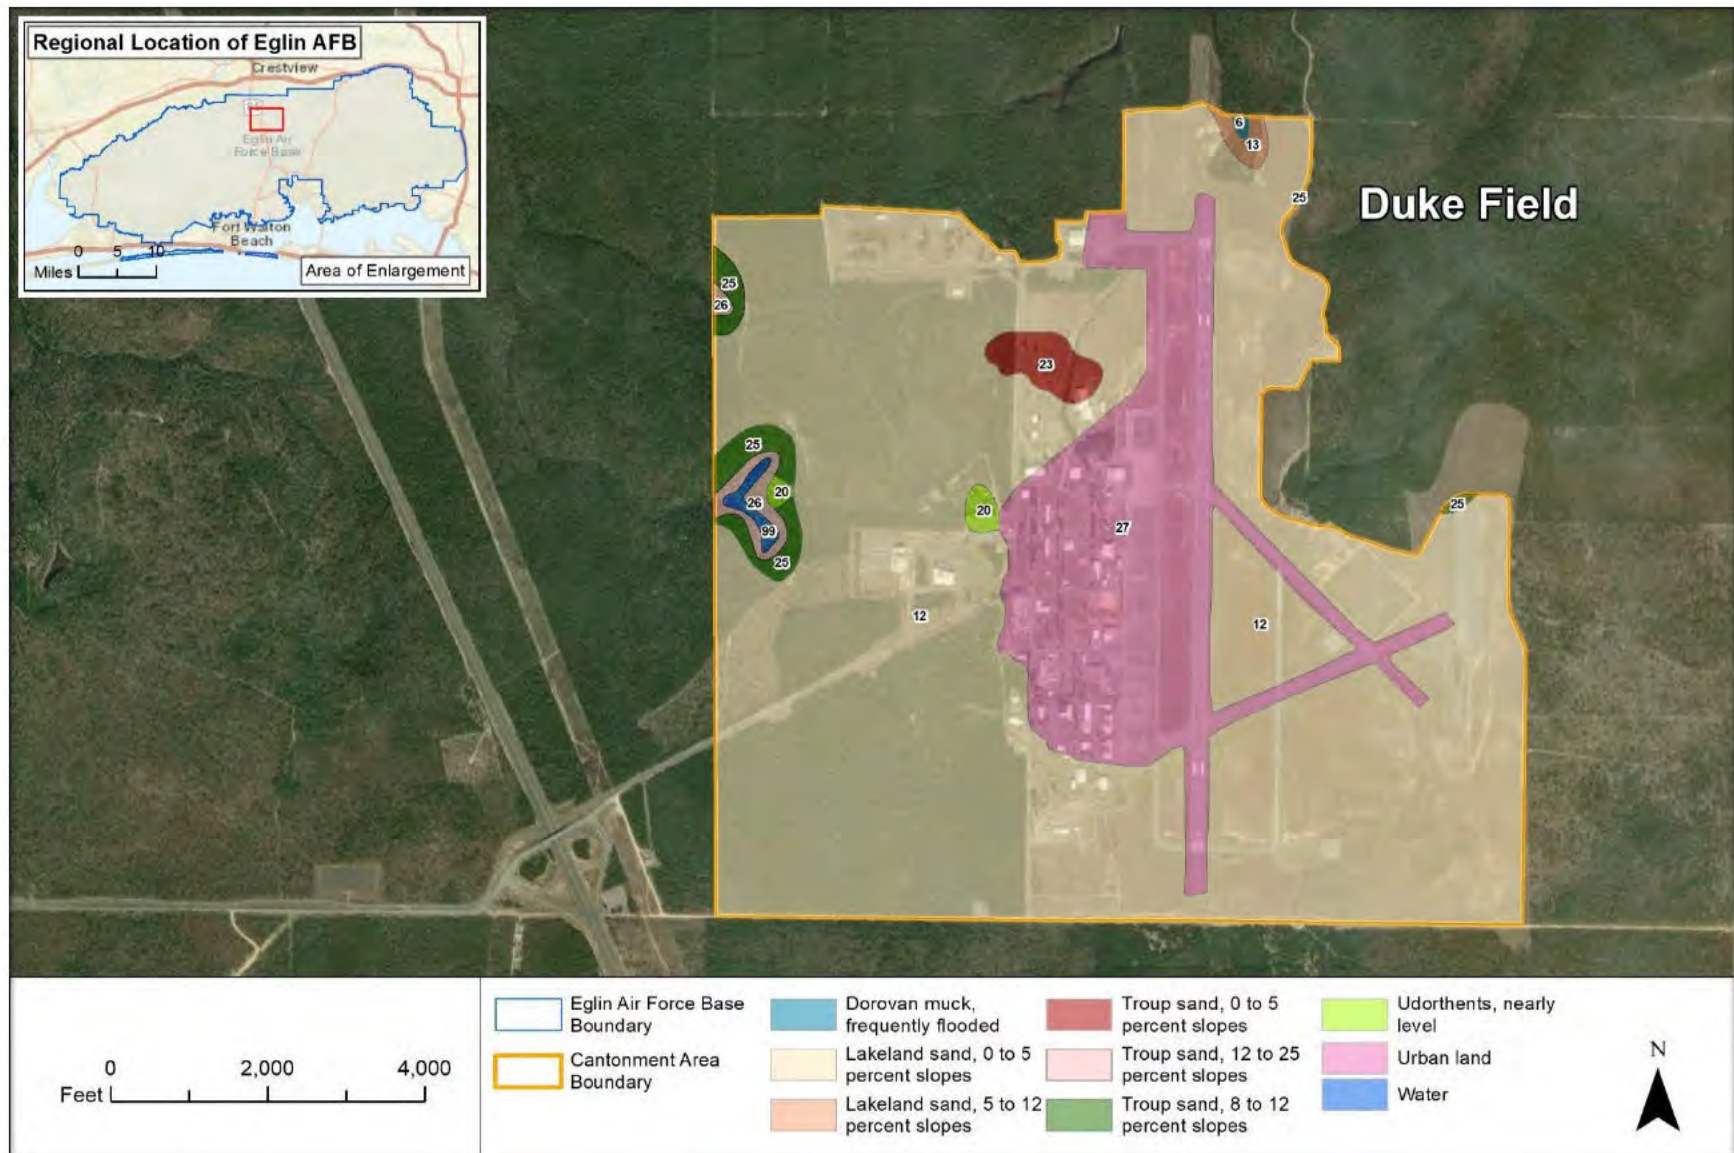 Regional Location of Eglin AFB
Crestview
Eglin Air
Force Base
Fort Walton
Beach
0 5 10
Miles
Area of Enlargement
Duke Field
6
13
25
25
26
23
25
20
26
99
25
20
27
25
12
12
0 2,000 4,000
Feet
Eglin Air Force Base
Boundary
Cantonment Area
Boundary
Dorovan muck,
frequently flooded
Lakeland sand, 0 to 5
percent slopes
Lakeland sand, 5 to 12
percent slopes
Troup sand, 0 to 5
percent slopes
Troup sand, 12 to 25
percent slopes
Troup sand, 8 to 12
percent slopes
Udorthents, nearly
level
Urban land
Water
N